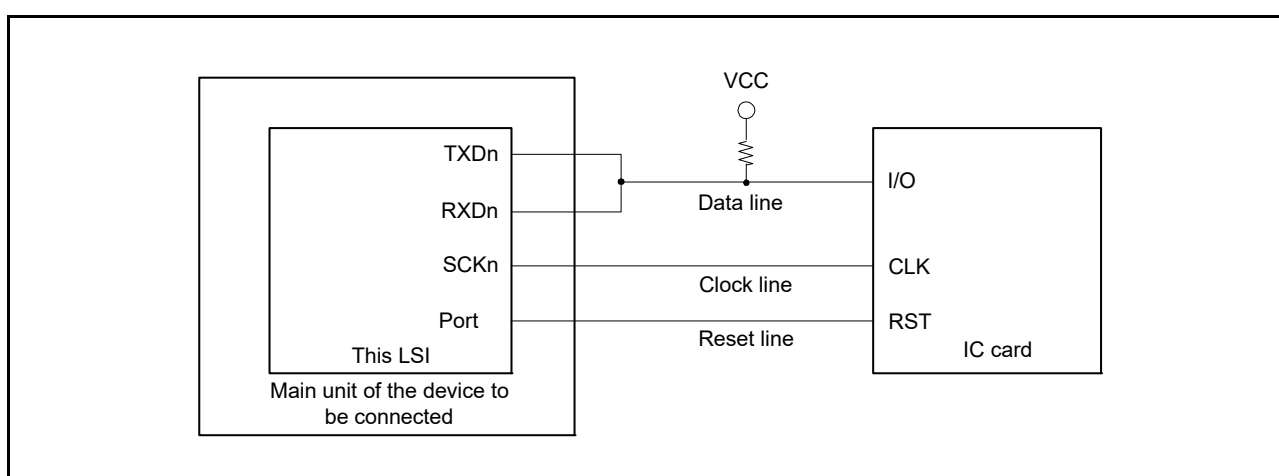 VCC
TXDn
I/O
RXDn
Data line
SCKn
CLK
Clock line
Port
RST
Reset line
This LSI
IC card
Main unit of the device to
be connected